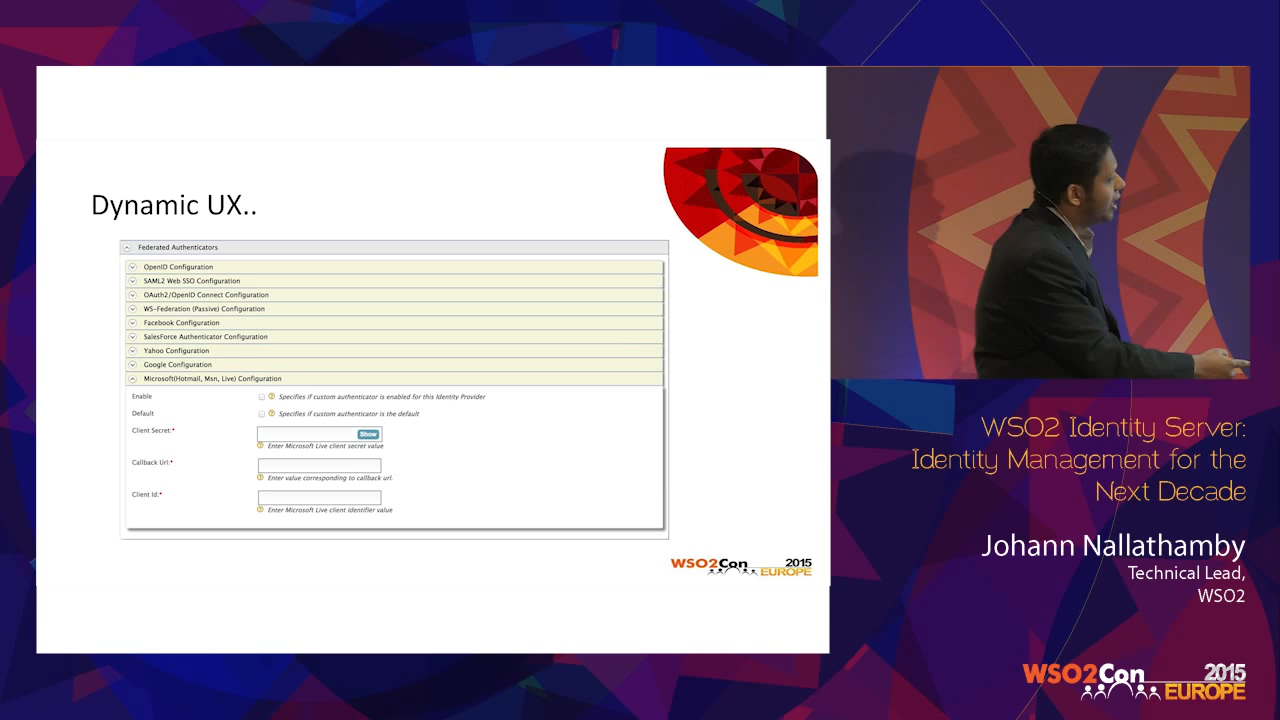 Dynamic UX..
Federated Authenticators
OpenID Configuration
SAML2 Web SSO Configuration
OAuth2/OpenID Connect Configuration
WS-Federation (Passive) Configuration
Facebook Configuration
SalesForce Authenticator Configuration
Yahoo Configuration
Google Configuration
Microsoft(Hotmail, Msn, Live) Configuration
Enable
Specifies if custom authenticator is enabled for this Identity Provider
Default
Specifies if custom authenticator is the default
Client Secret:*
Show
Enter Microsoft Live client secret value
Callback Url:*
Enter value corresponding to callback url.
Client Id:*
Enter Microsoft Live client identifier value
WSO2Con 2015
EUROPE
WSO2 Identity Server:
Identity Management for the
Next Decade
Johann Nallathamby
Technical Lead,
WSO2
WSO2Con 2015
EUROPE